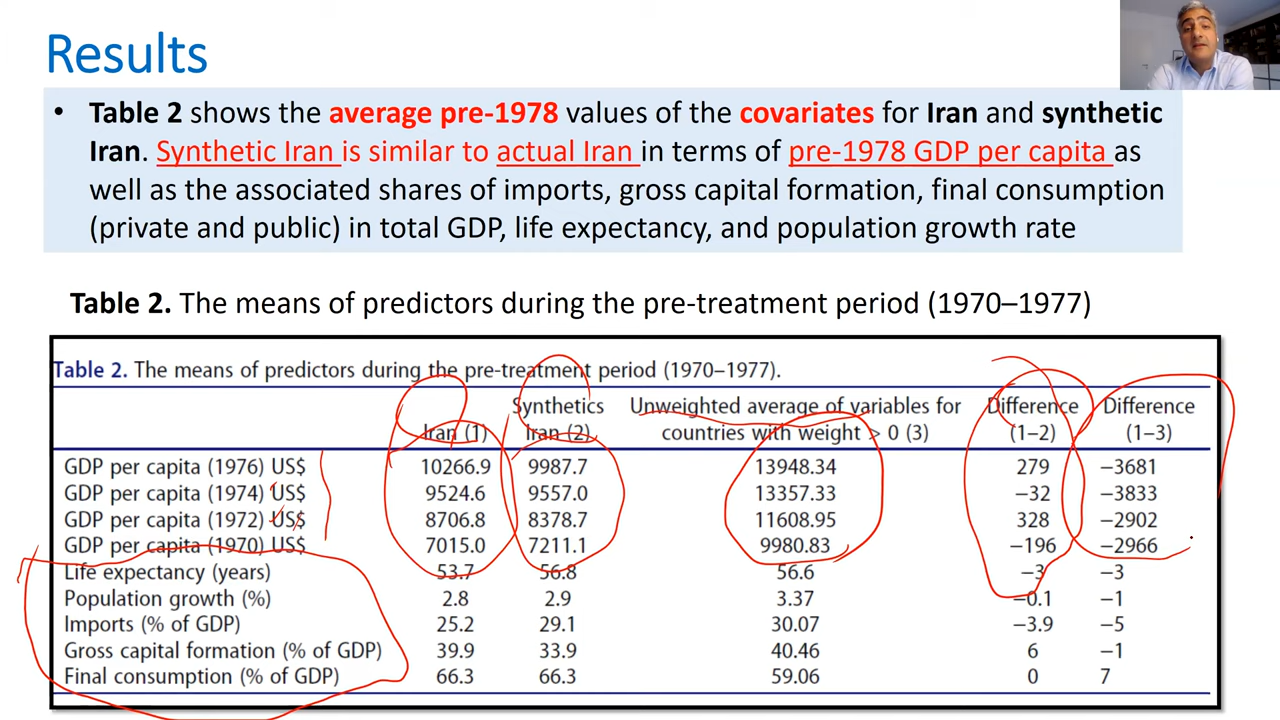 Results
• Table 2 shows the average pre-1978 values of the covariates for Iran and synthetic
Iran. Synthetic Iran is similar to actual Iran in terms of pre-1978 GDP per capita as
well as the associated shares of imports, gross capital formation, final consumption
(private and public) in total GDP, life expectancy, and population growth rate
Table 2. The means of predictors during the pre-treatment period (1970–1977)
Table 2. The means of predictors during the pre-treatment period (1970–1977).
Synthetics Unweighted average of variables for Difference Difference
Iran (1) Iran (2) countries with weight > 0 (3) (1–2) (1–3)
GDP per capita (1976) US$ 10266.9 9987.7 13948.34 279 −3681
GDP per capita (1974) US$ 9524.6 9557.0 13357.33 −32 −3833
GDP per capita (1972) US$ 8706.8 8378.7 11608.95 328 −2902
GDP per capita (1970) US$ 7015.0 7211.1 9980.83 −196 −2966
Life expectancy (years) 53.7 56.8 56.6 −3 −3
Population growth (%) 2.8 2.9 3.37 −0.1 −1
Imports (% of GDP) 25.2 29.1 30.07 −3.9 −5
Gross capital formation (% of GDP) 39.9 33.9 40.46 6 −1
Final consumption (% of GDP) 66.3 66.3 59.06 0 7